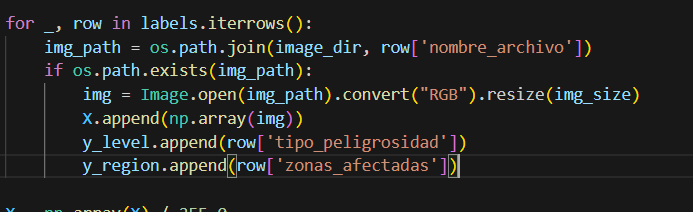 for _, row in labels.iterrows():
    img_path = os.path.join(image_dir, row['nombre_archivo'])
    if os.path.exists(img_path):
        img = Image.open(img_path).convert("RGB").resize(img_size)
        X.append(np.array(img))
        y_level.append(row['tipo_peligrosidad'])
        y_region.append(row['zonas_afectadas'])
X = np.array(X) / 255.0